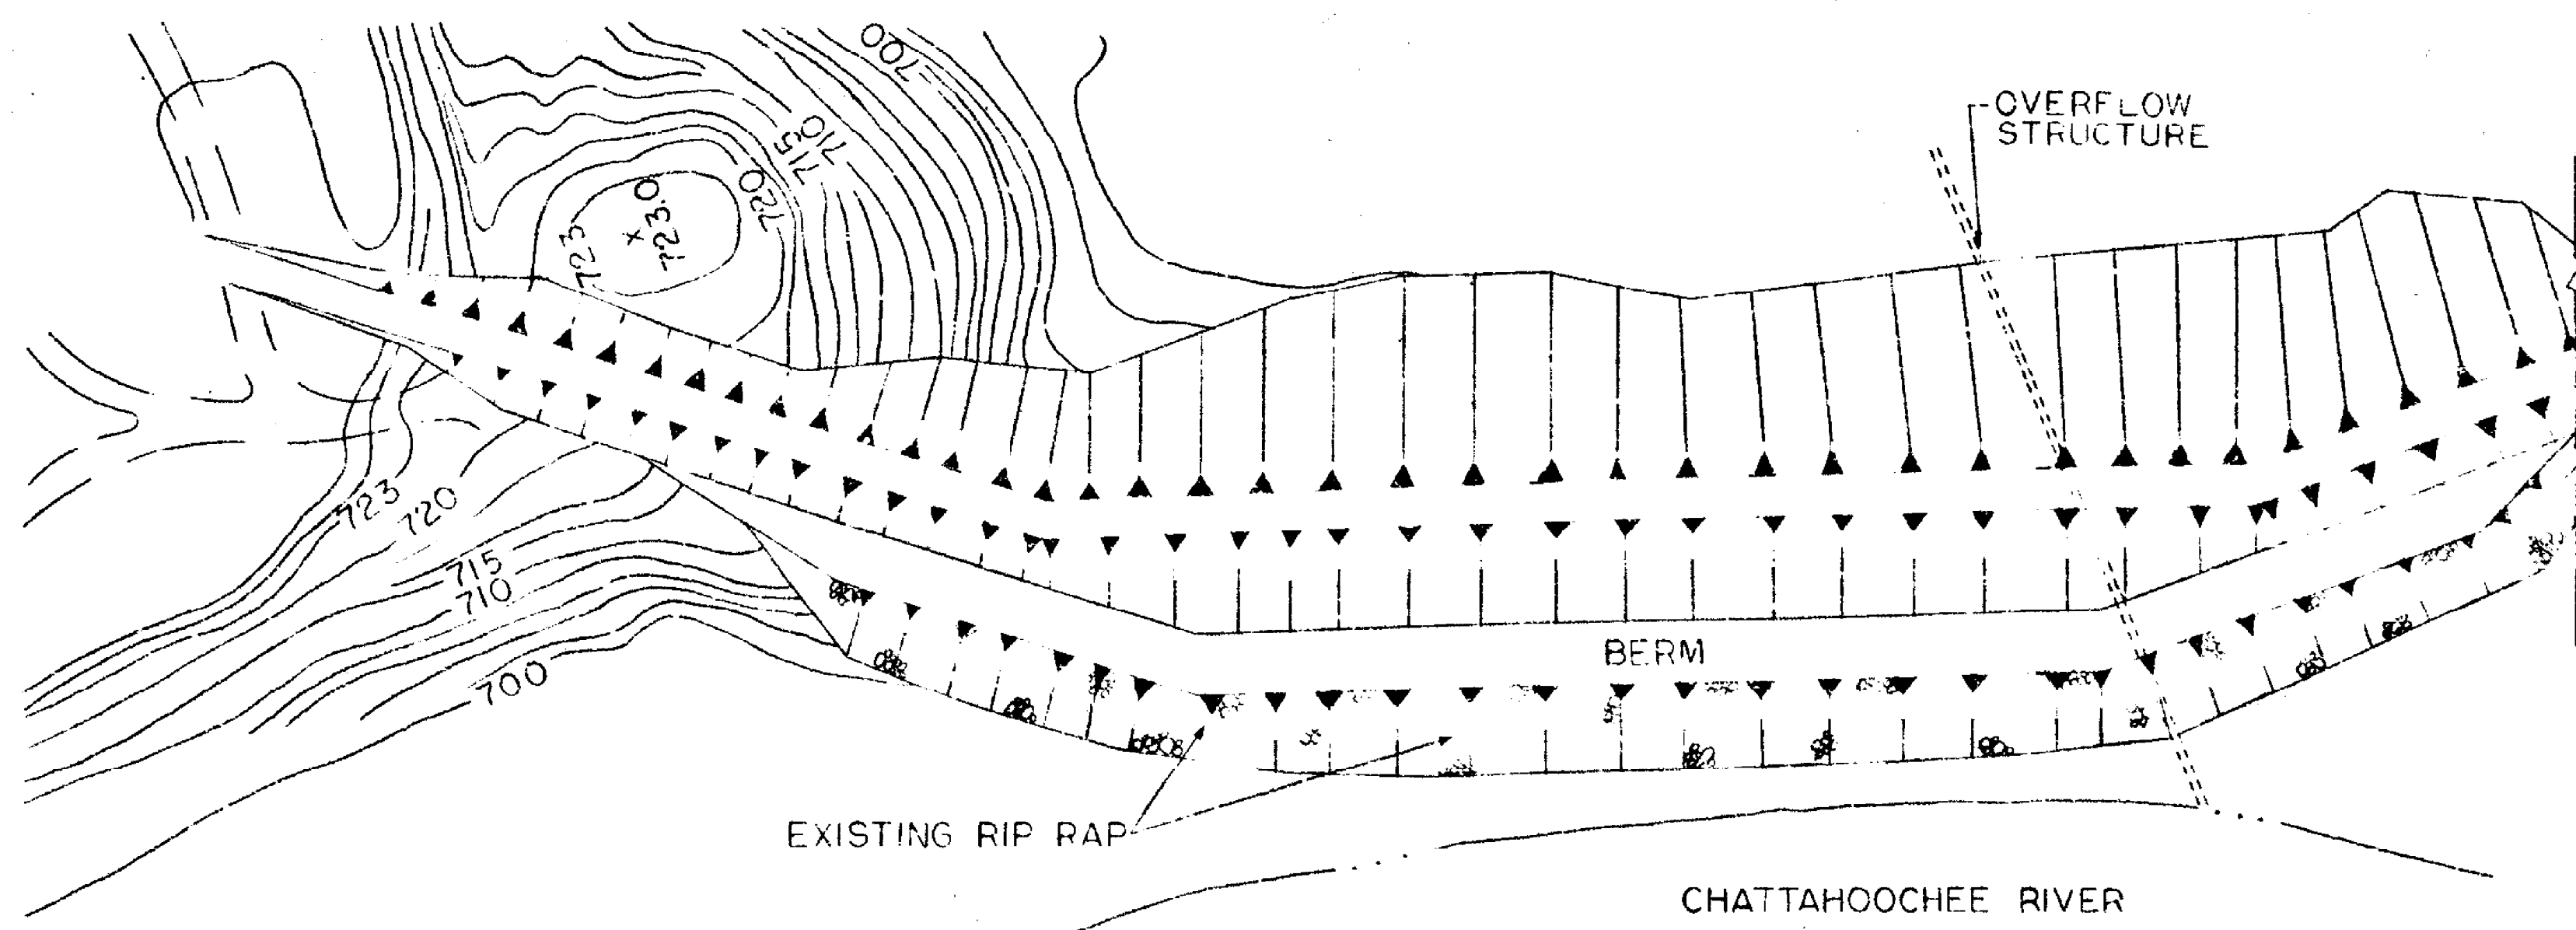 700
OVERFLOW
STRUCTURE
710
715
720
723.0
723
723
720
715
710
700
BERM
EXISTING RIP RAP
CHATTAHOOCHEE RIVER